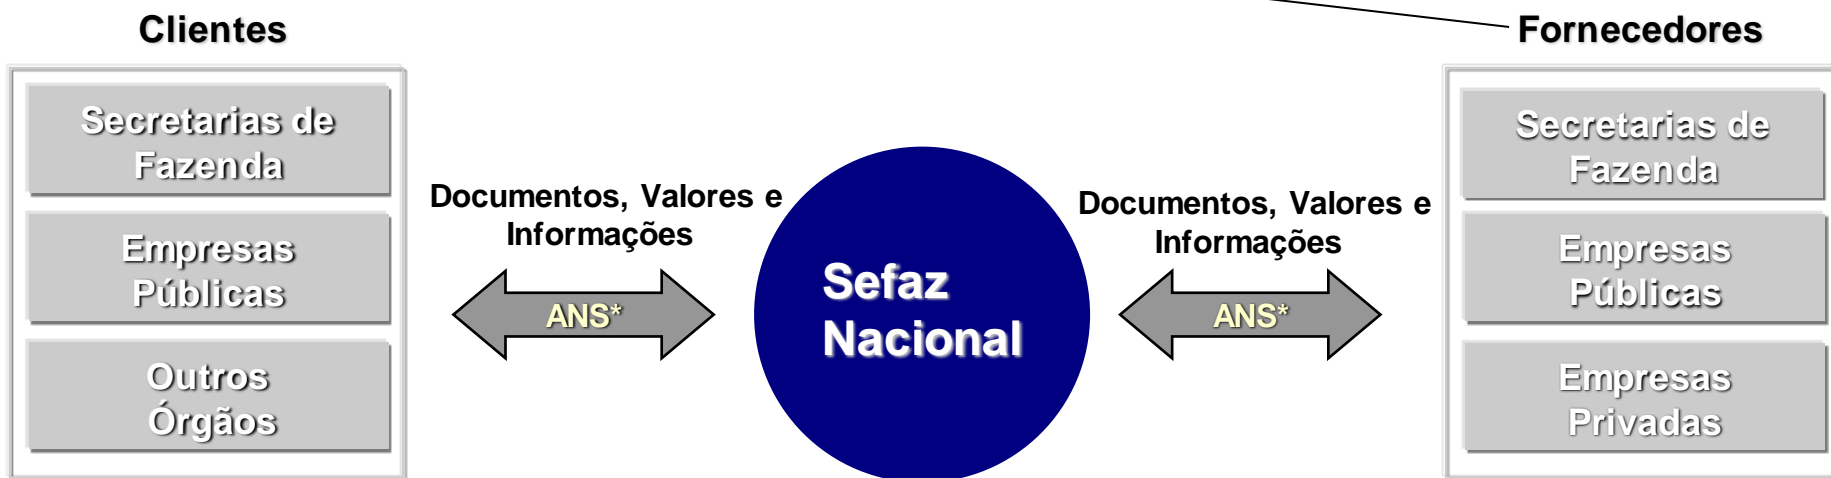 Clientes
Secretarias de
Fazenda
Empresas
Públicas
Outros
Órgãos
Documentos, Valores e
Informações
ANS*
Sefaz
Nacional
Documentos, Valores e
Informações
ANS*
Fornecedores
Secretarias de
Fazenda
Empresas
Públicas
Empresas
Privadas